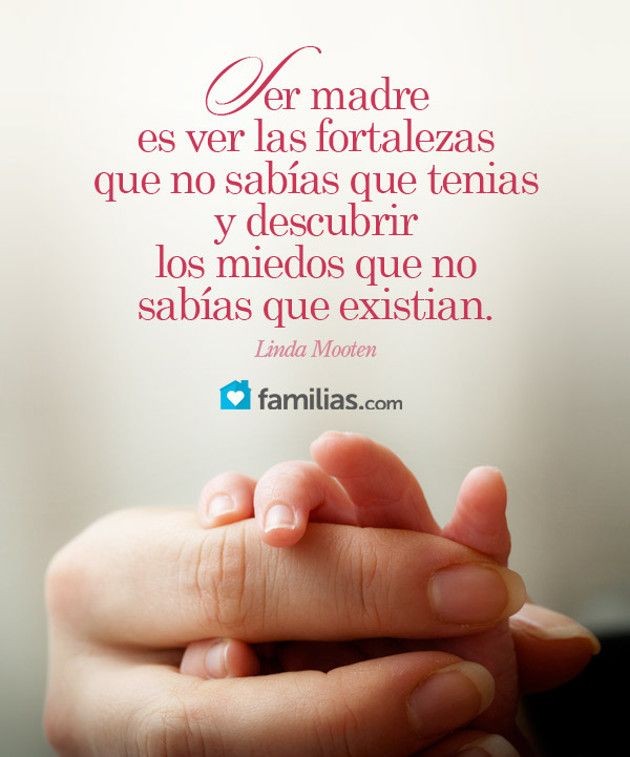 Ser madre
es ver las fortalezas
que no sabías que tenias
y descubrir
los miedos que no
sabías que existian.
Linda Mooten
familias.com